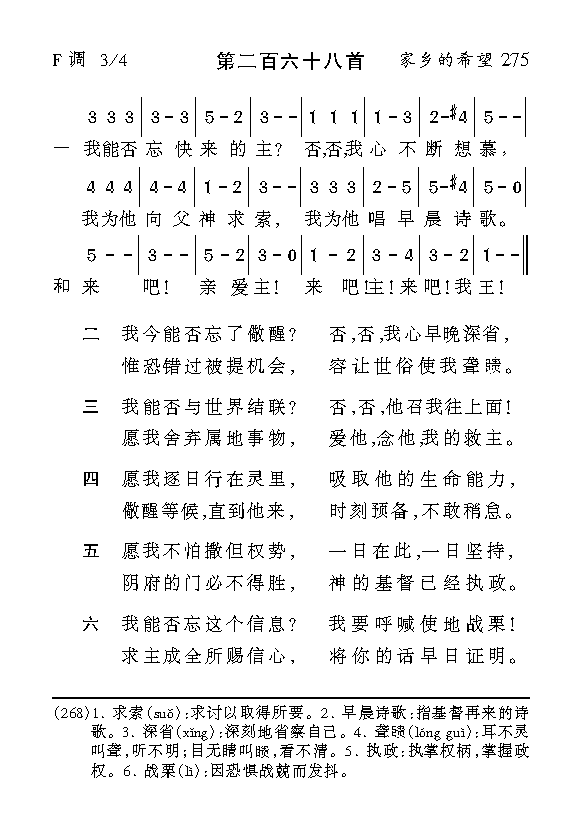 F 调 3/4 第二百六十八首 家乡的希望 275
3 3 3|3-3|5-2|3--|1 1 1|1-3|2-#4|5--|
一 我能否忘快来的主？ 否,否,我心不断想慕，
4 4 4|4-4|1-2|3--|3 3 3|2-5|5-#4|5-0|
我为他向父神求索， 我为他唱早晨诗歌。
5--|3--|5-2|3-0|1-2|3-4|3-2|1--‖
和 来 吧！ 亲爱主！ 来 吧！主！来吧！我王！
二 我今能否忘了儆醒？ 否，否，我心早晚深省，
惟恐错过被提机会， 容让世俗使我聋瞆。
三 我能否与世界结联？ 否，否，他召我往上面！
愿我舍弃属地事物， 爱他，念他，我的救主。
四 愿我逐日行在灵里， 吸取他的生命能力，
儆醒等候，直到他来， 时刻预备，不敢稍怠。
五 愿我不怕撒但权势， 一日在此，一日坚持，
阴府的门必不得胜， 神的基督已经执政。
六 我能否忘这个信息？ 我要呼喊使地战栗！
求主成全所赐信心， 将你的话早日证明。
(268)1. 求索(suǒ)：求讨以取得所要。2. 早晨诗歌：指基督再来的诗
歌。3. 深省(xǐng)：深刻地省察自己。4. 聋瞆(lóng guì)：耳不灵
叫聋，听不明；目无睛叫瞆，看不清。5. 执政：执掌权柄，掌握政
权。6. 战栗(lì)：因恐惧战兢而发抖。